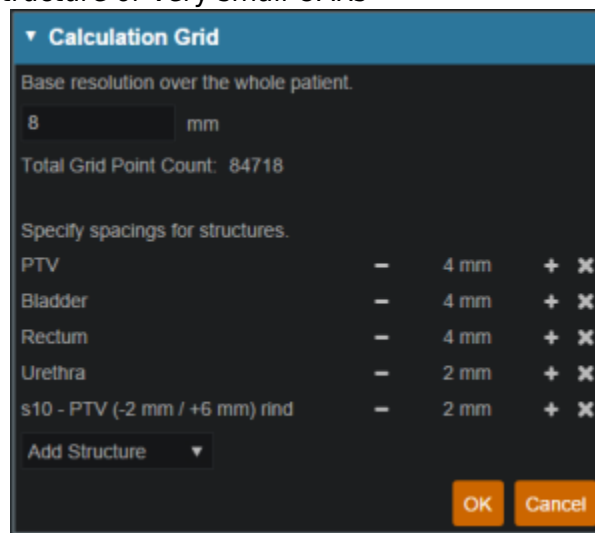 ▼ Calculation Grid
Base resolution over the whole patient.
8 mm
Total Grid Point Count: 84718
Specify spacings for structures.
PTV − 4 mm + ✖
Bladder − 4 mm + ✖
Rectum − 4 mm + ✖
Urethra − 2 mm + ✖
s10 - PTV (-2 mm / +6 mm) rind − 2 mm + ✖
Add Structure ▼
OK Cancel